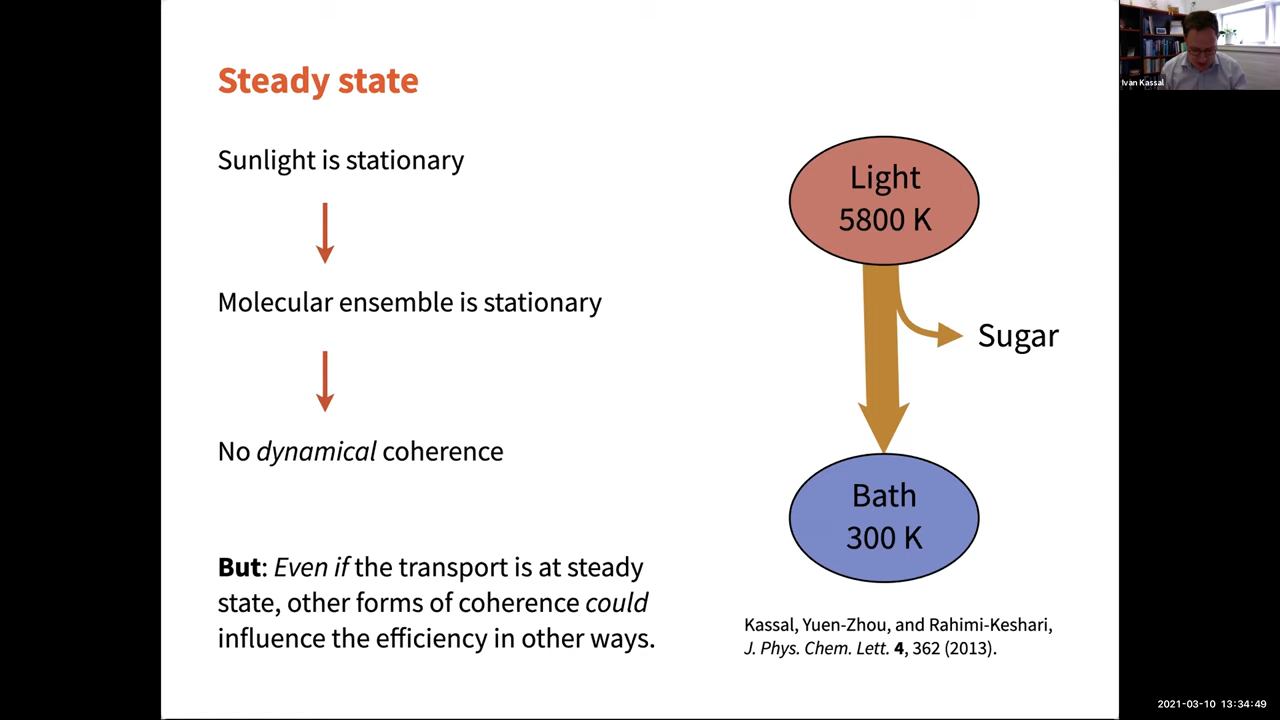 Steady state
Sunlight is stationary
Molecular ensemble is stationary
No dynamical coherence
But: Even if the transport is at steady
state, other forms of coherence could
influence the efficiency in other ways.
Light
5800 K
Sugar
Bath
300 K
Kassal, Yuen-Zhou, and Rahimi-Keshari,
J. Phys. Chem. Lett. 4, 362 (2013).
Ivan Kassal
2021-03-10 13:34:49